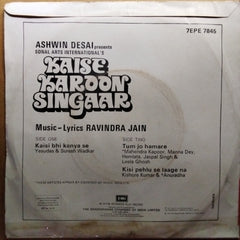 ASHWIN DESAI presents
SONAL ARTS INTERNATIONAL'S
7EPE 7845
KAISE
KAROON
SINGAAR
Music–Lyrics RAVINDRA JAIN
SIDE ONE
Kaisi bhi kanya se
Yesudas & Suresh Wadkar
SIDE TWO
Tum jo hamare
*Mahendra Kapoor, Manna Dey,
Hemlata, Jaspal Singh &
Leela Ghosh
Kisi pehlu se laage na
Kishore Kumar & *Anuradha
EMI